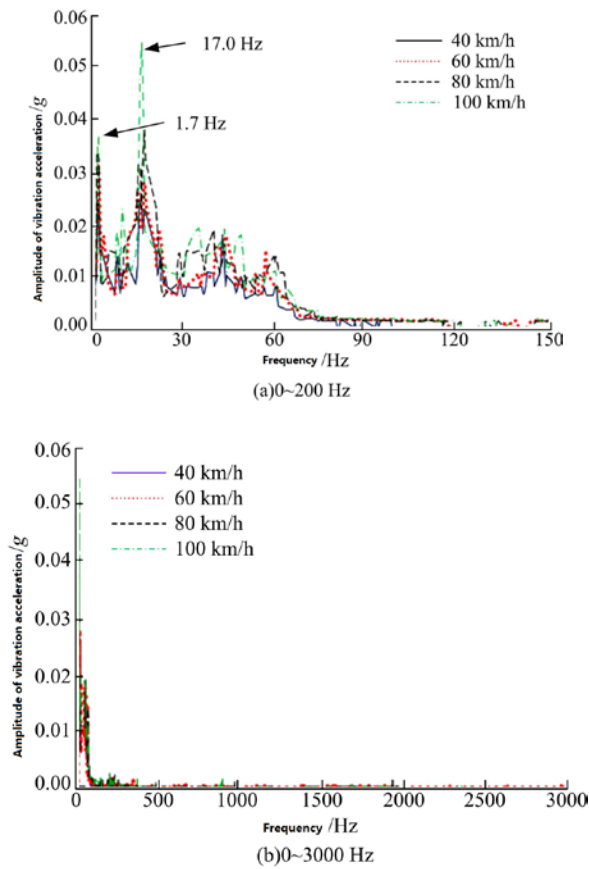 0.06
0.05
0.04
0.03
0.02
0.01
0.00
Amplitude of vibration acceleration/g
17.0 Hz
1.7 Hz
40 km/h
60 km/h
80 km/h
100 km/h
0 30 60 90 120 150
Frequency /Hz
(a)0~200 Hz
0.06
0.05
0.04
0.03
0.02
0.01
0.00
Amplitude of vibration acceleration/g
40 km/h
60 km/h
80 km/h
100 km/h
0 500 1000 1500 2000 2500 3000
Frequency /Hz
(b)0~3000 Hz